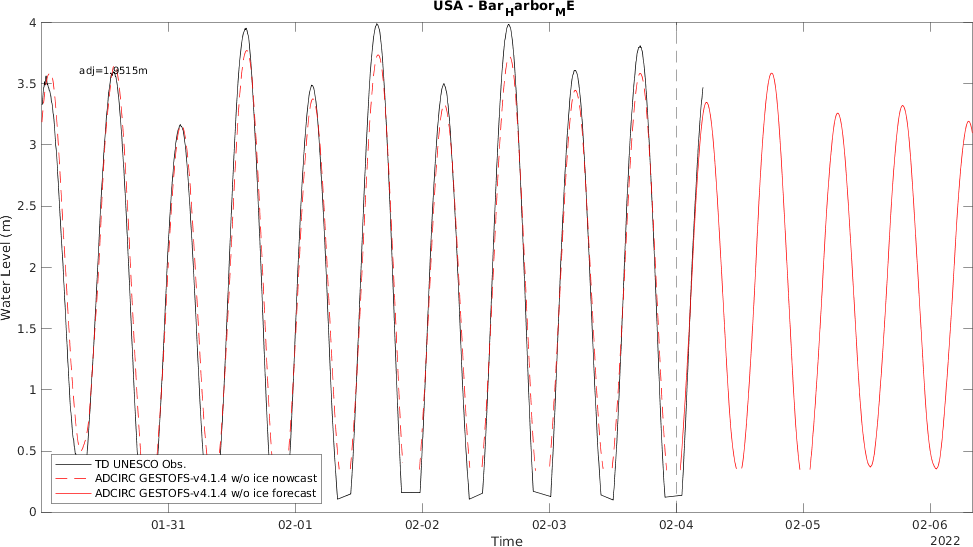 USA - Bar_Harbor_ME
adj=1.9515m
4
3.5
3
2.5
2
1.5
1
0.5
0
Water Level (m)
TD UNESCO Obs.
ADCIRC GESTOFS-v4.1.4 w/o ice nowcast
ADCIRC GESTOFS-v4.1.4 w/o ice forecast
01-31 02-01 02-02 02-03 02-04 02-05 02-06
Time
2022